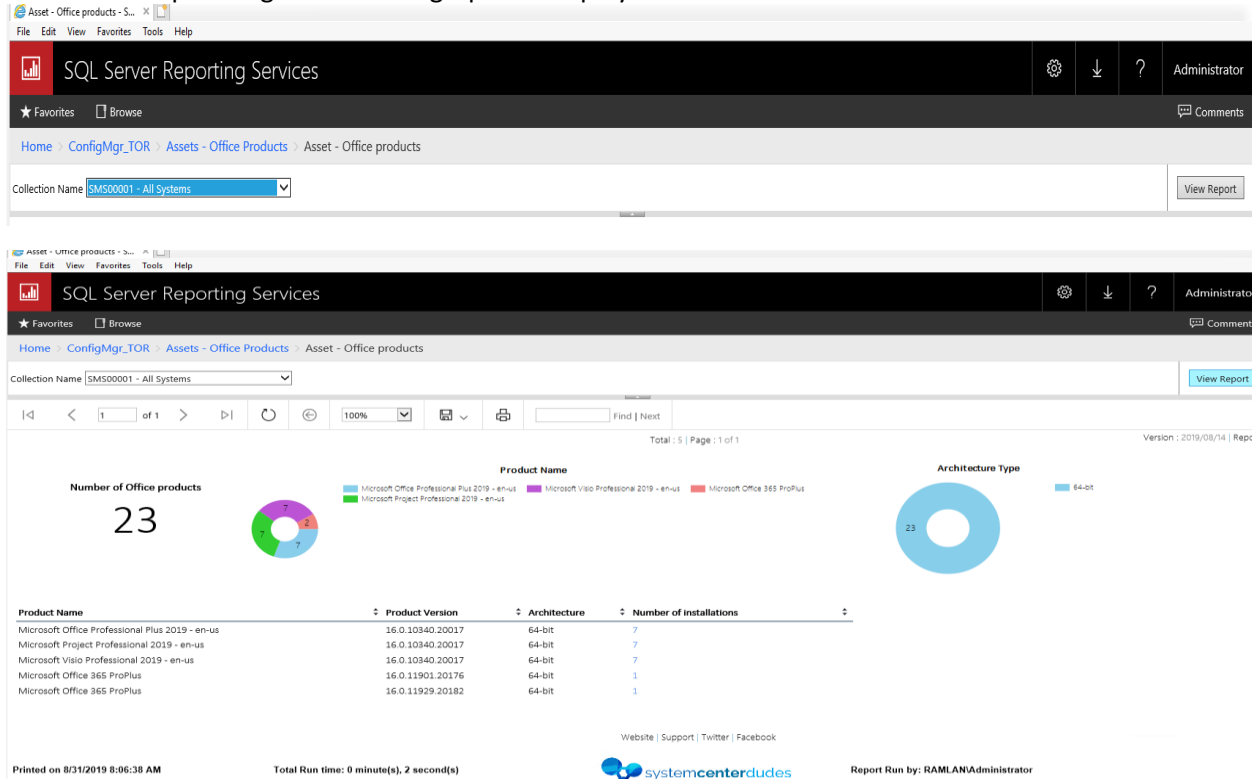 Asset - Office products - S...
File Edit View Favorites Tools Help
SQL Server Reporting Services
Administrator
Favorites Browse
Comments
Home > ConfigMgr_TOR > Assets - Office Products > Asset - Office products
Collection Name SMS00001 - All Systems
View Report
Asset - Office products - S...
File Edit View Favorites Tools Help
SQL Server Reporting Services
Administrato
Favorites Browse
Comment
Home > ConfigMgr_TOR > Assets - Office Products > Asset - Office products
Collection Name SMS00001 - All Systems
View Report
1 of 1 100% Find | Next
Total : 5 | Page : 1 of 1
Version : 2019/08/14 | Repo
Product Name
Architecture Type
Number of Office products
23
Microsoft Office Professional Plus 2019 - en-us Microsoft Visio Professional 2019 - en-us Microsoft Office 365 ProPlus
Microsoft Project Professional 2019 - en-us
64-bit
7
2
7
7
23
Product Name Product Version Architecture Number of installations
Microsoft Office Professional Plus 2019 - en-us 16.0.10340.20017 64-bit 7
Microsoft Project Professional 2019 - en-us 16.0.10340.20017 64-bit 7
Microsoft Visio Professional 2019 - en-us 16.0.10340.20017 64-bit 7
Microsoft Office 365 ProPlus 16.0.11901.20176 64-bit 1
Microsoft Office 365 ProPlus 16.0.11929.20182 64-bit 1
Website | Support | Twitter | Facebook
Printed on 8/31/2019 8:06:38 AM Total Run time: 0 minute(s), 2 second(s) systemcenterdudes Report Run by: RAMLAN\Administrator